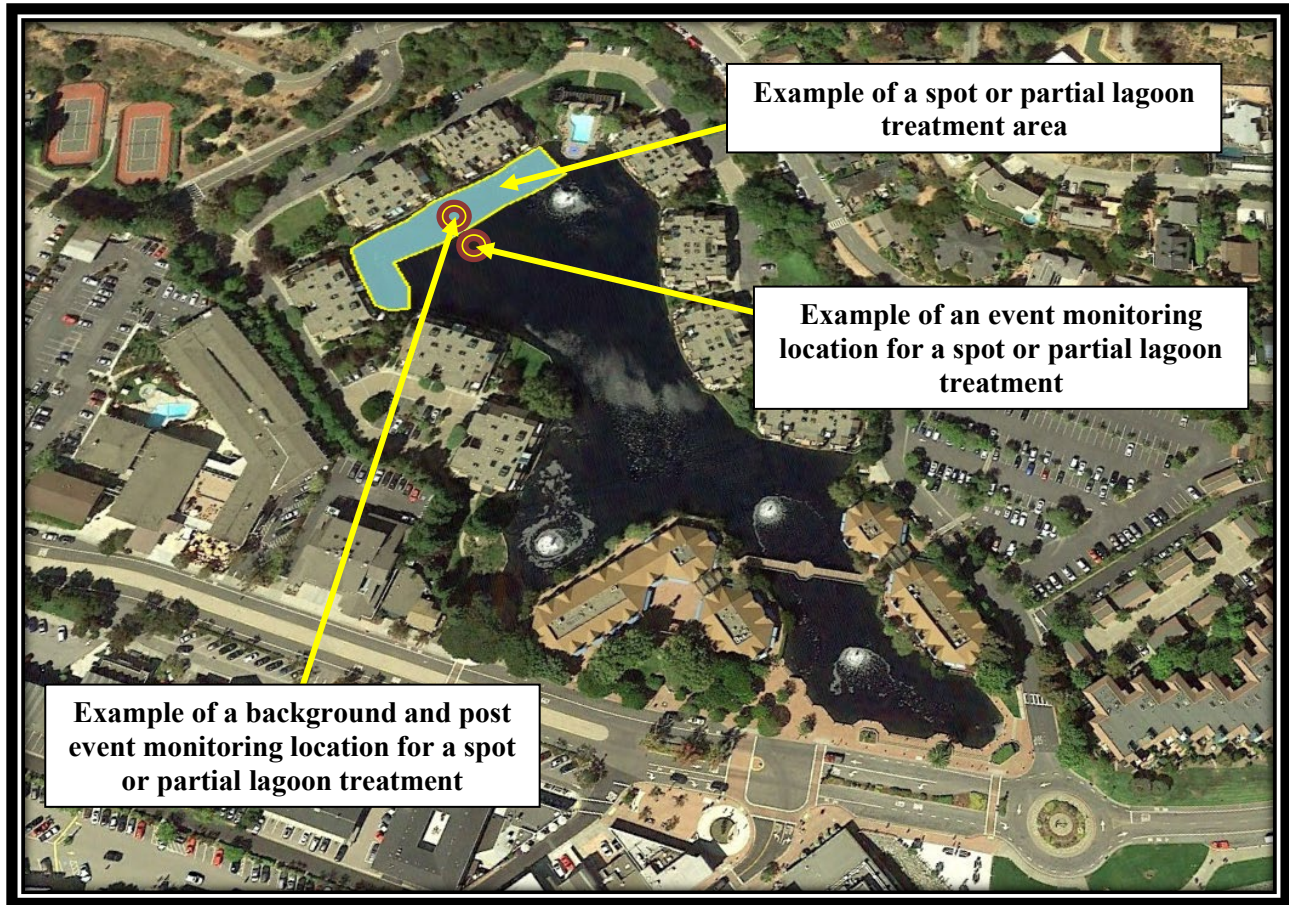 Example of a spot or partial lagoon
treatment area
Example of an event monitoring
location for a spot or partial lagoon
treatment
Example of a background and post
event monitoring location for a spot
or partial lagoon treatment